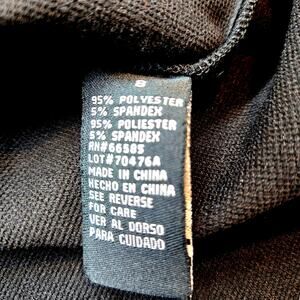 8
95% POLYESTER
5% SPANDEX
95% POLIESTER
5% SPANDEX
RN#66585
LOT#70476A
MADE IN CHINA
HECHO EN CHINA
SEE REVERSE
FOR CARE
VER AL DORSO
PARA CUIDADO